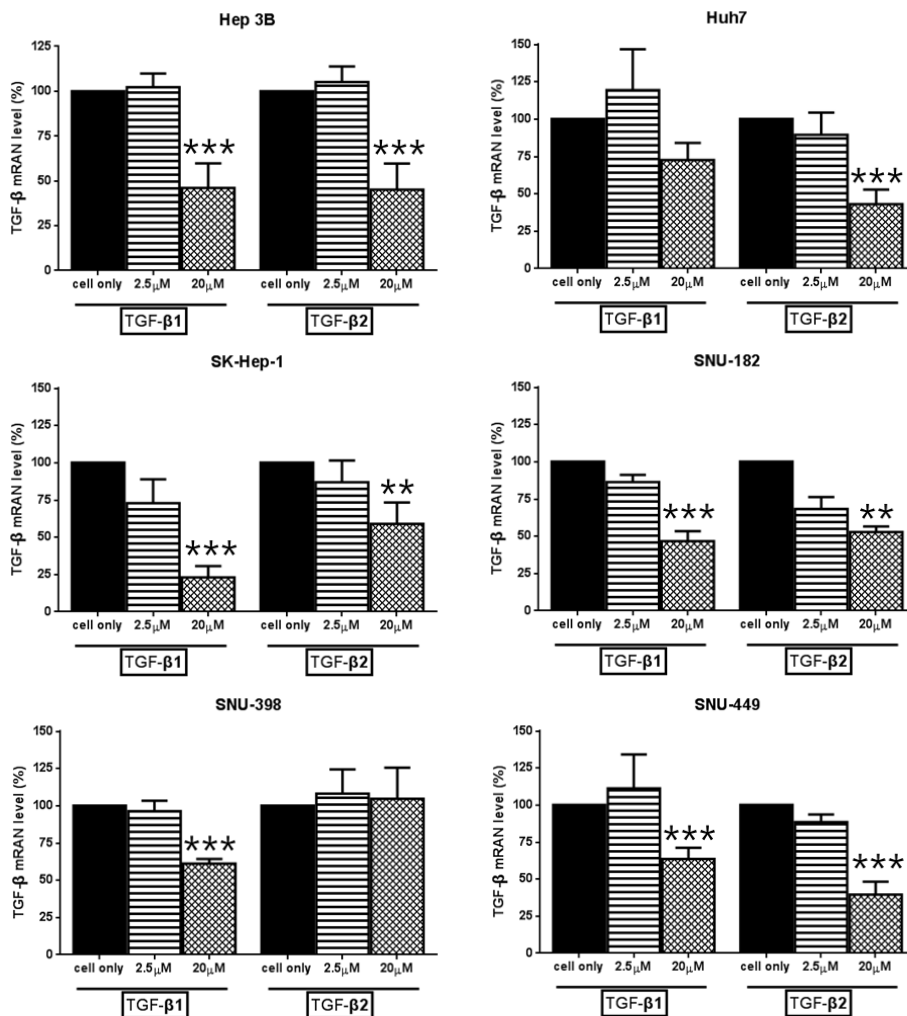 Hep 3B
TGF-β mRAN level (%)
125
100
75
50
25
0
***
***
cell only 2.5μM 20μM cell only 2.5μM 20μM
TGF-β1 TGF-β2
Huh7
TGF-β mRAN level (%)
150
125
100
75
50
25
0
***
cell only 2.5μM 20μM cell only 2.5μM 20μM
TGF-β1 TGF-β2
SK-Hep-1
TGF-β mRAN level (%)
150
125
100
75
50
25
0
***
**
cell only 2.5μM 20μM cell only 2.5μM 20μM
TGF-β1 TGF-β2
SNU-182
TGF-β mRAN level (%)
150
125
100
75
50
25
0
***
**
cell only 2.5μM 20μM cell only 2.5μM 20μM
TGF-β1 TGF-β2
SNU-398
TGF-β mRAN level (%)
150
125
100
75
50
25
0
***
cell only 2.5μM 20μM cell only 2.5μM 20μM
TGF-β1 TGF-β2
SNU-449
TGF-β mRAN level (%)
150
125
100
75
50
25
0
***
***
cell only 2.5μM 20μM cell only 2.5μM 20μM
TGF-β1 TGF-β2